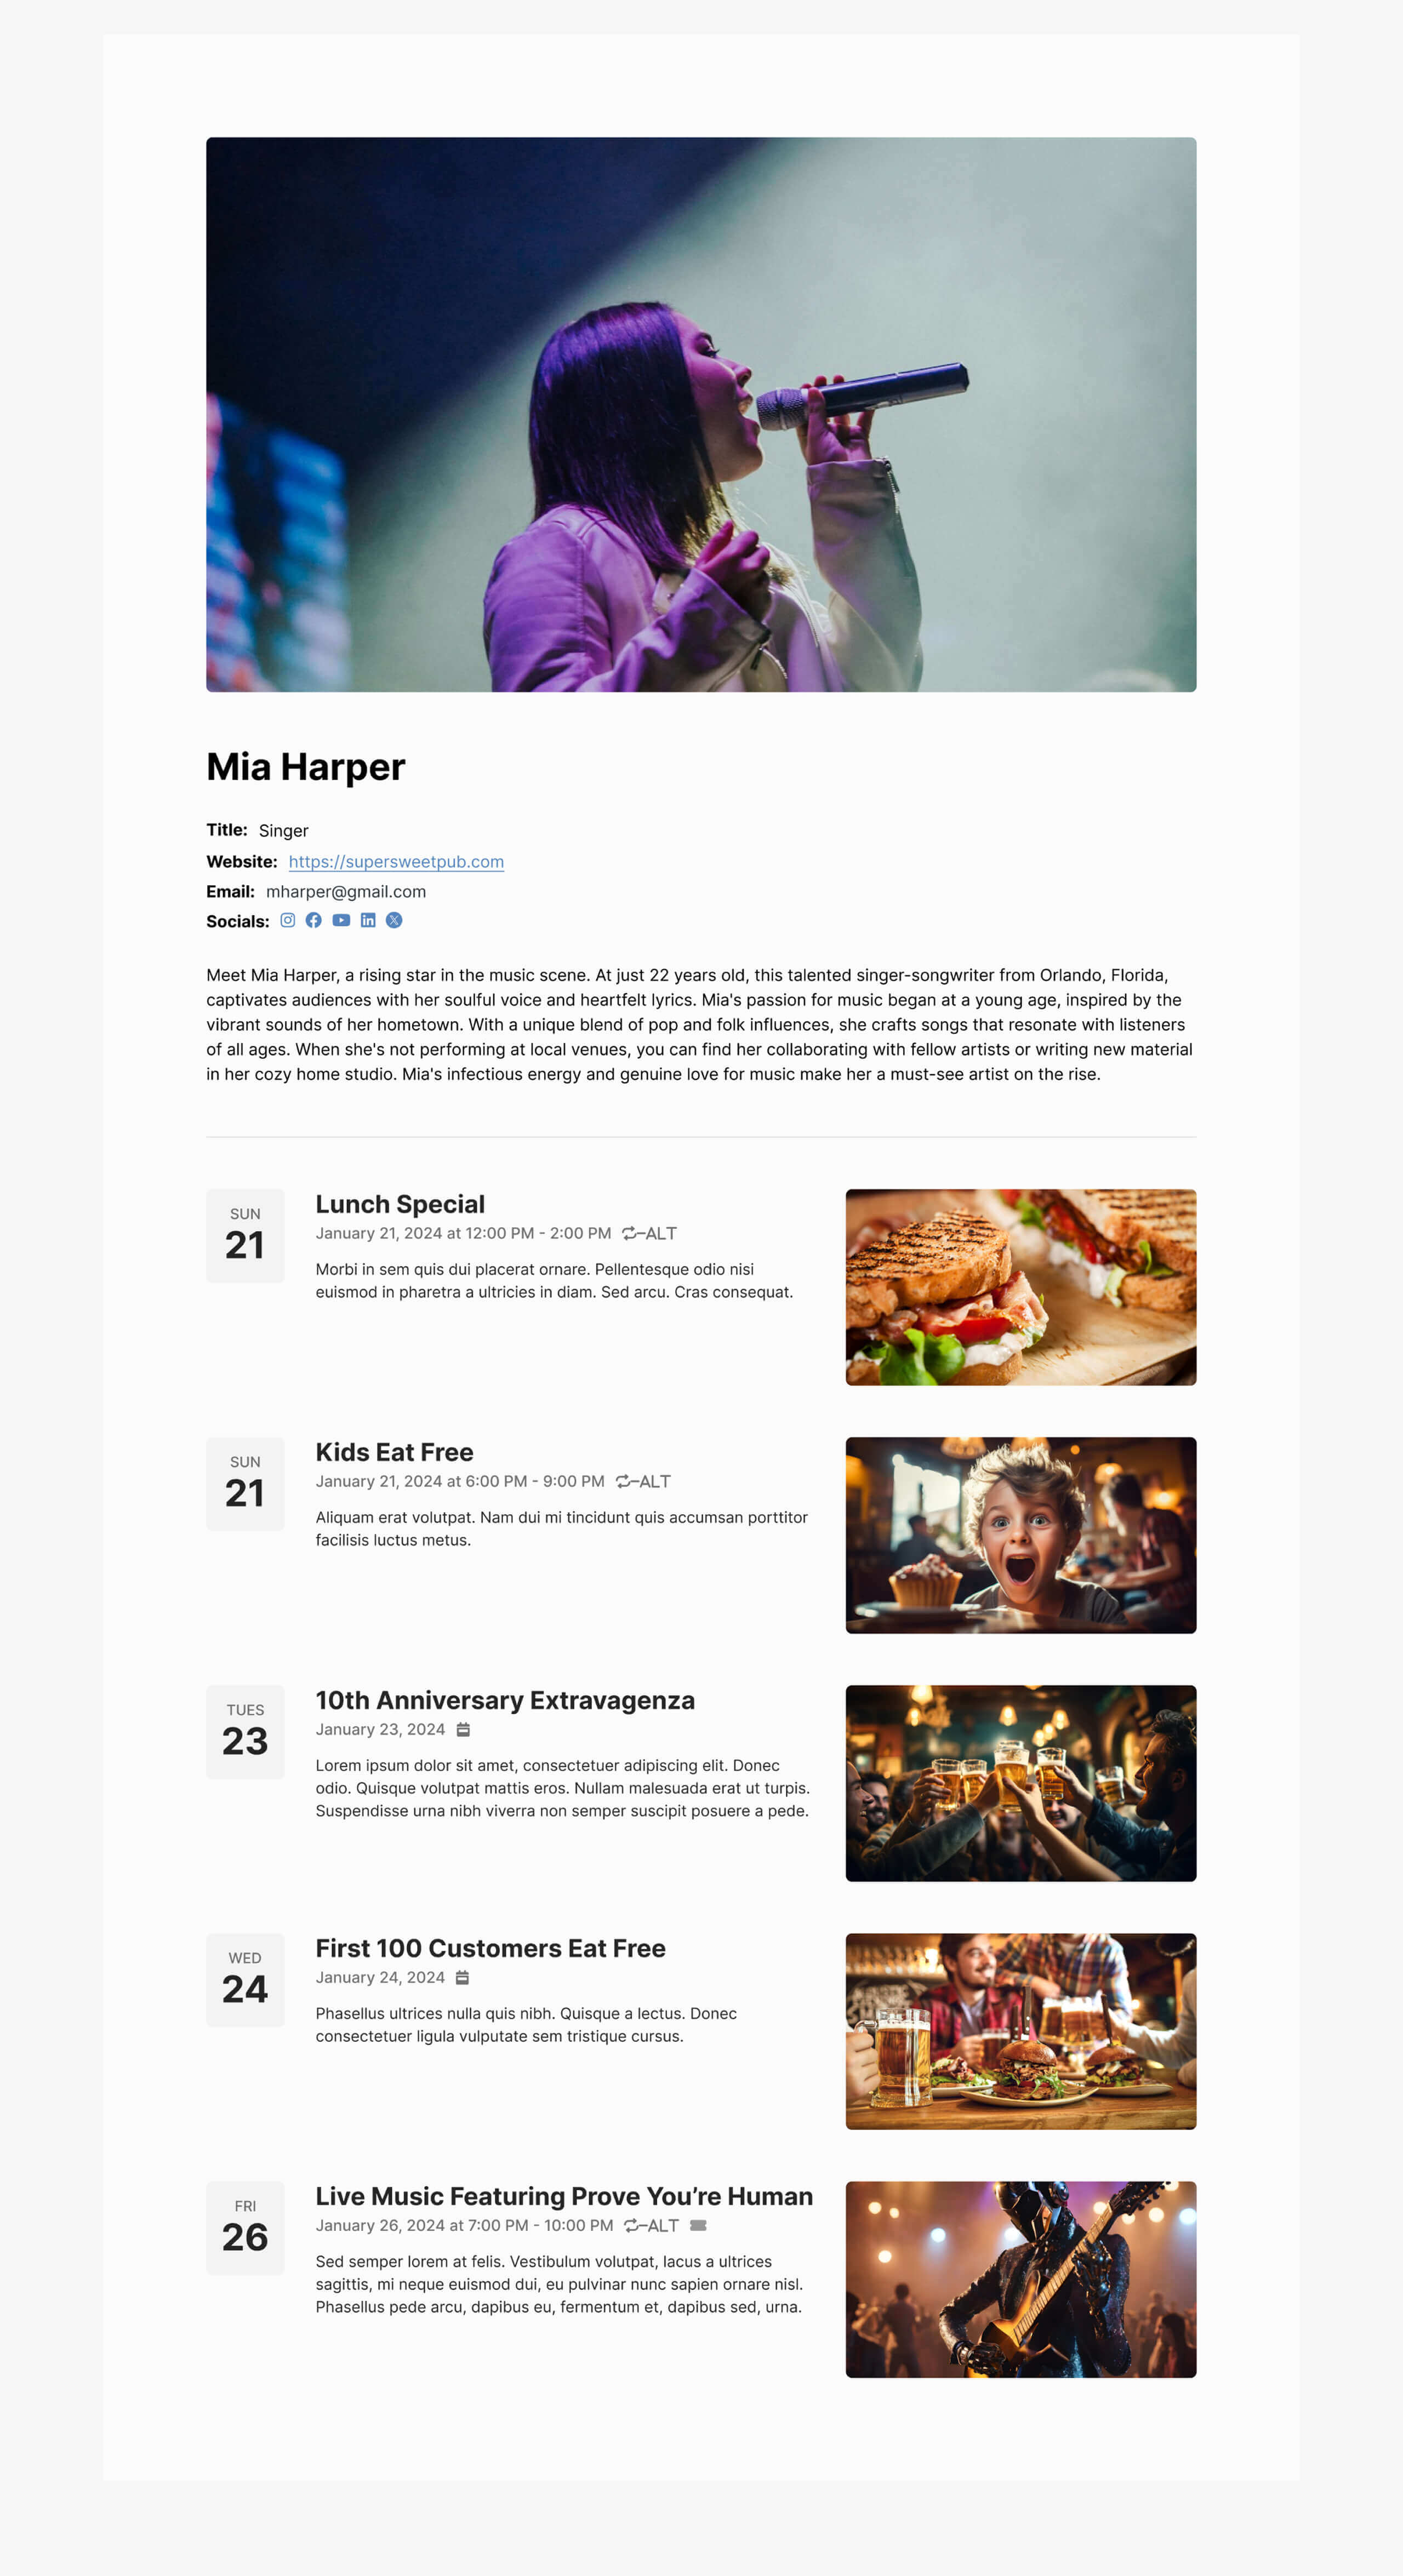 Mia Harper
Title: Singer
Website: https://supersweetpub.com
Email: mharper@gmail.com
Socials:
Meet Mia Harper, a rising star in the music scene. At just 22 years old, this talented singer-songwriter from Orlando, Florida,
captivates audiences with her soulful voice and heartfelt lyrics. Mia's passion for music began at a young age, inspired by the
vibrant sounds of her hometown. With a unique blend of pop and folk influences, she crafts songs that resonate with listeners
of all ages. When she's not performing at local venues, you can find her collaborating with fellow artists or writing new material
in her cozy home studio. Mia's infectious energy and genuine love for music make her a must-see artist on the rise.
SUN
21
Lunch Special
January 21, 2024 at 12:00 PM - 2:00 PM -ALT
Morbi in sem quis dui placerat ornare. Pellentesque odio nisi
euismod in pharetra a ultricies in diam. Sed arcu. Cras consequat.
SUN
21
Kids Eat Free
January 21, 2024 at 6:00 PM - 9:00 PM -ALT
Aliquam erat volutpat. Nam dui mi tincidunt quis accumsan porttitor
facilisis luctus metus.
TUES
23
10th Anniversary Extravagenza
January 23, 2024
Lorem ipsum dolor sit amet, consectetuer adipiscing elit. Donec
odio. Quisque volutpat mattis eros. Nullam malesuada erat ut turpis.
Suspendisse urna nibh viverra non semper suscipit posuere a pede.
WED
24
First 100 Customers Eat Free
January 24, 2024
Phasellus ultrices nulla quis nibh. Quisque a lectus. Donec
consectetuer ligula vulputate sem tristique cursus.
FRI
26
Live Music Featuring Prove You’re Human
January 26, 2024 at 7:00 PM - 10:00 PM -ALT
Sed semper lorem at felis. Vestibulum volutpat, lacus a ultrices
sagittis, mi neque euismod dui, eu pulvinar nunc sapien ornare nisl.
Phasellus pede arcu, dapibus eu, fermentum et, dapibus sed, urna.